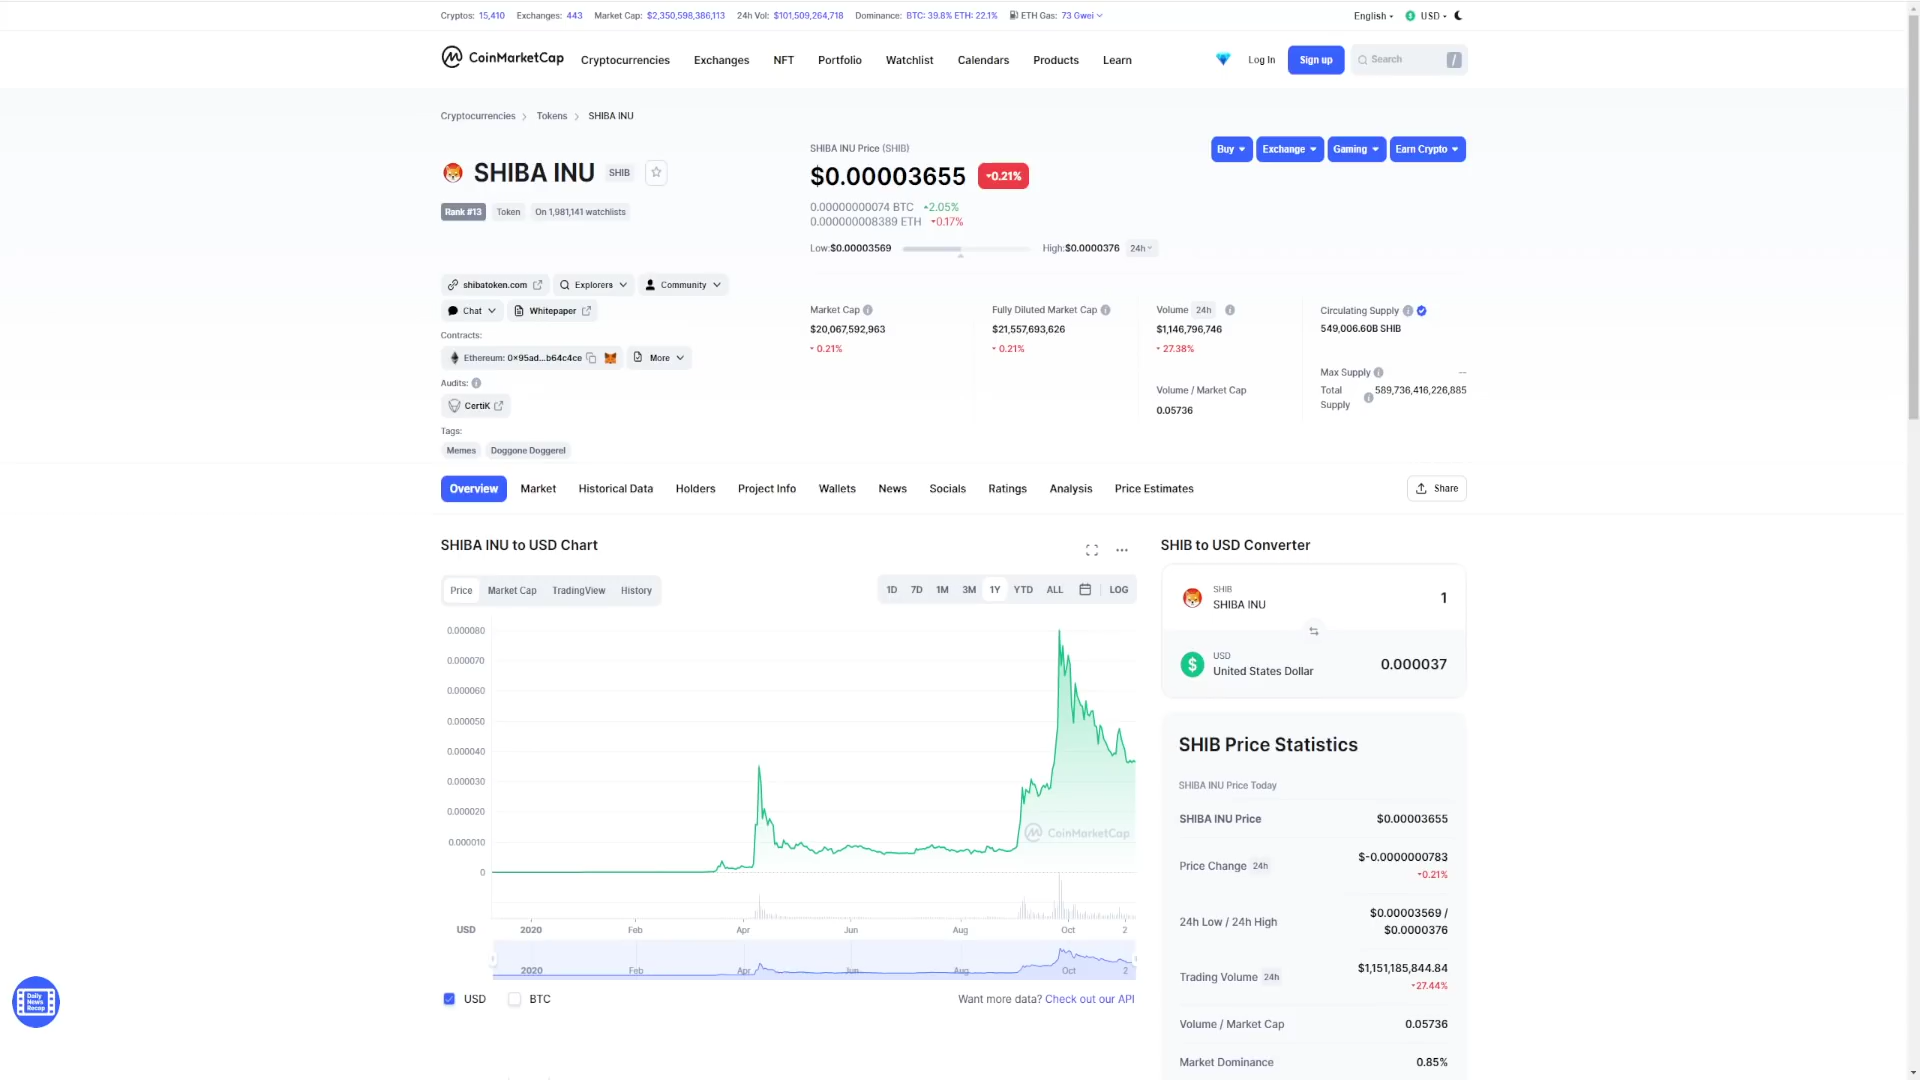 Cryptos: 15,410 Exchanges: 443 Market Cap: $2,350,598,386,113 24h Vol: $101,509,264,718 Dominance: BTC: 39.8% ETH: 22.1% ETH Gas: 73 Gwei English USD
CoinMarketCap Cryptocurrencies Exchanges NFT Portfolio Watchlist Calendars Products Learn Log In Sign up Search /
Cryptocurrencies Tokens SHIBA INU
SHIBA INU SHIB
Rank #13 Token On 1,981,141 watchlists
SHIBA INU Price (SHIB)
$0.00003655 0.21%
0.00000000074 BTC 2.05%
0.000000008389 ETH 0.17%
Low:$0.00003569 High:$0.0000376 24h
Buy Exchange Gaming Earn Crypto
shibatoken.com Explorers Community
Chat Whitepaper
Contracts:
Ethereum: 0x95ad...b64c4ce More
Audits:
CertiK
Tags:
Memes Doggone Doggerel
Market Cap
$20,067,592,963
0.21%
Fully Diluted Market Cap
$21,557,693,626
0.21%
Volume 24h
$1,146,796,746
27.38%
Volume / Market Cap
0.05736
Circulating Supply
549,006.60B SHIB
Max Supply --
Total Supply 589,736,416,226,885
Overview Market Historical Data Holders Project Info Wallets News Socials Ratings Analysis Price Estimates Share
SHIBA INU to USD Chart
Price Market Cap TradingView History 1D 7D 1M 3M 1Y YTD ALL LOG
0.000080
0.000070
0.000060
0.000050
0.000040
0.000030
0.000020
0.000010
0
CoinMarketCap
USD 2020 Feb Apr Jun Aug Oct 2
2020 Feb Apr Jun Aug Oct 2
USD BTC Want more data? Check out our API
SHIB to USD Converter
SHIB
SHIBA INU 1
USD
United States Dollar 0.000037
SHIB Price Statistics
SHIBA INU Price Today
SHIBA INU Price $0.00003655
Price Change 24h $-0.0000000783
0.21%
24h Low / 24h High $0.00003569 /
$0.0000376
Trading Volume 24h $1,151,185,844.84
27.44%
Volume / Market Cap 0.05736
Market Dominance 0.85%
Daily
News
Recap